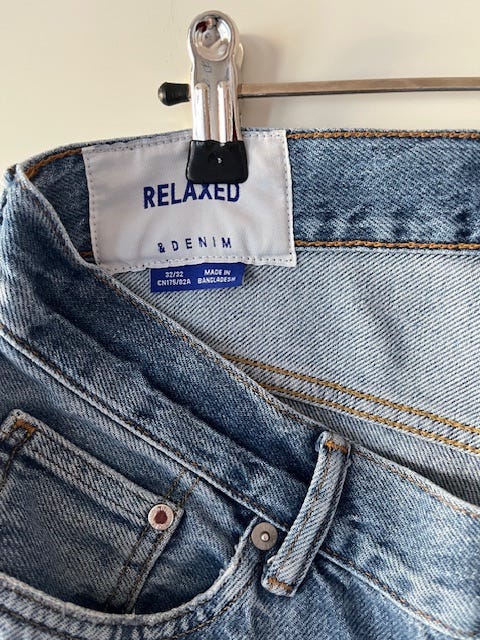 RELAXED
& DENIM
32/32
CN175/82A
MADE IN
BANGLADESH